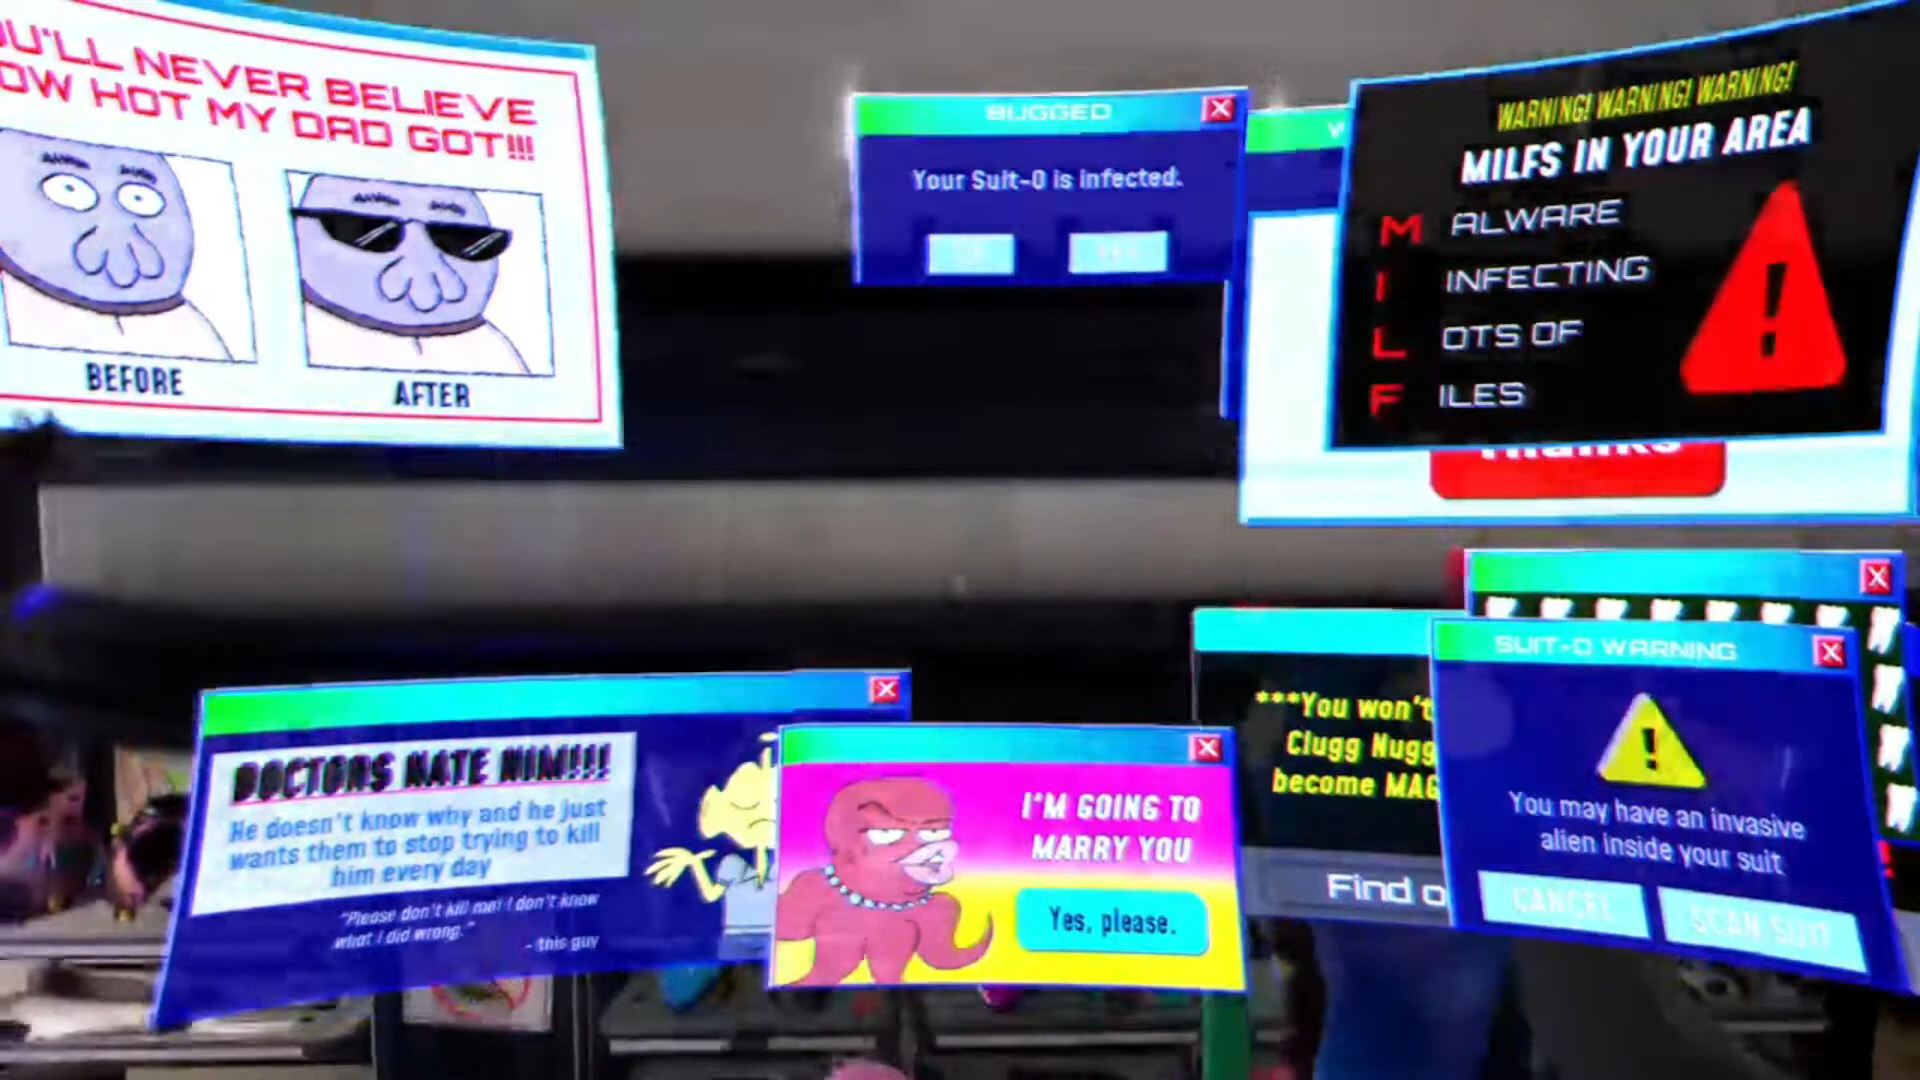 OU'LL NEVER BELIEVE
OW HOT MY DAD GOT!!!
BEFORE
AFTER
BUGGED
Your Suit-O is infected.
WARNING! WARNING! WARNING!
MILFS IN YOUR AREA
M ALWARE
I INFECTING
L OTS OF
F ILES
DOCTORS HATE HIM!!!
He doesn't know why and he just
wants them to stop trying to kill
him every day
"Please don't kill me! I don't know
what I did wrong."
- this guy
I'M GOING TO
MARRY YOU
Yes, please.
***You won't
Clugg Nugg
become MAG
Find o
SUIT-O WARNING
You may have an invasive
alien inside your suit
CANCEL
SCAN SUIT